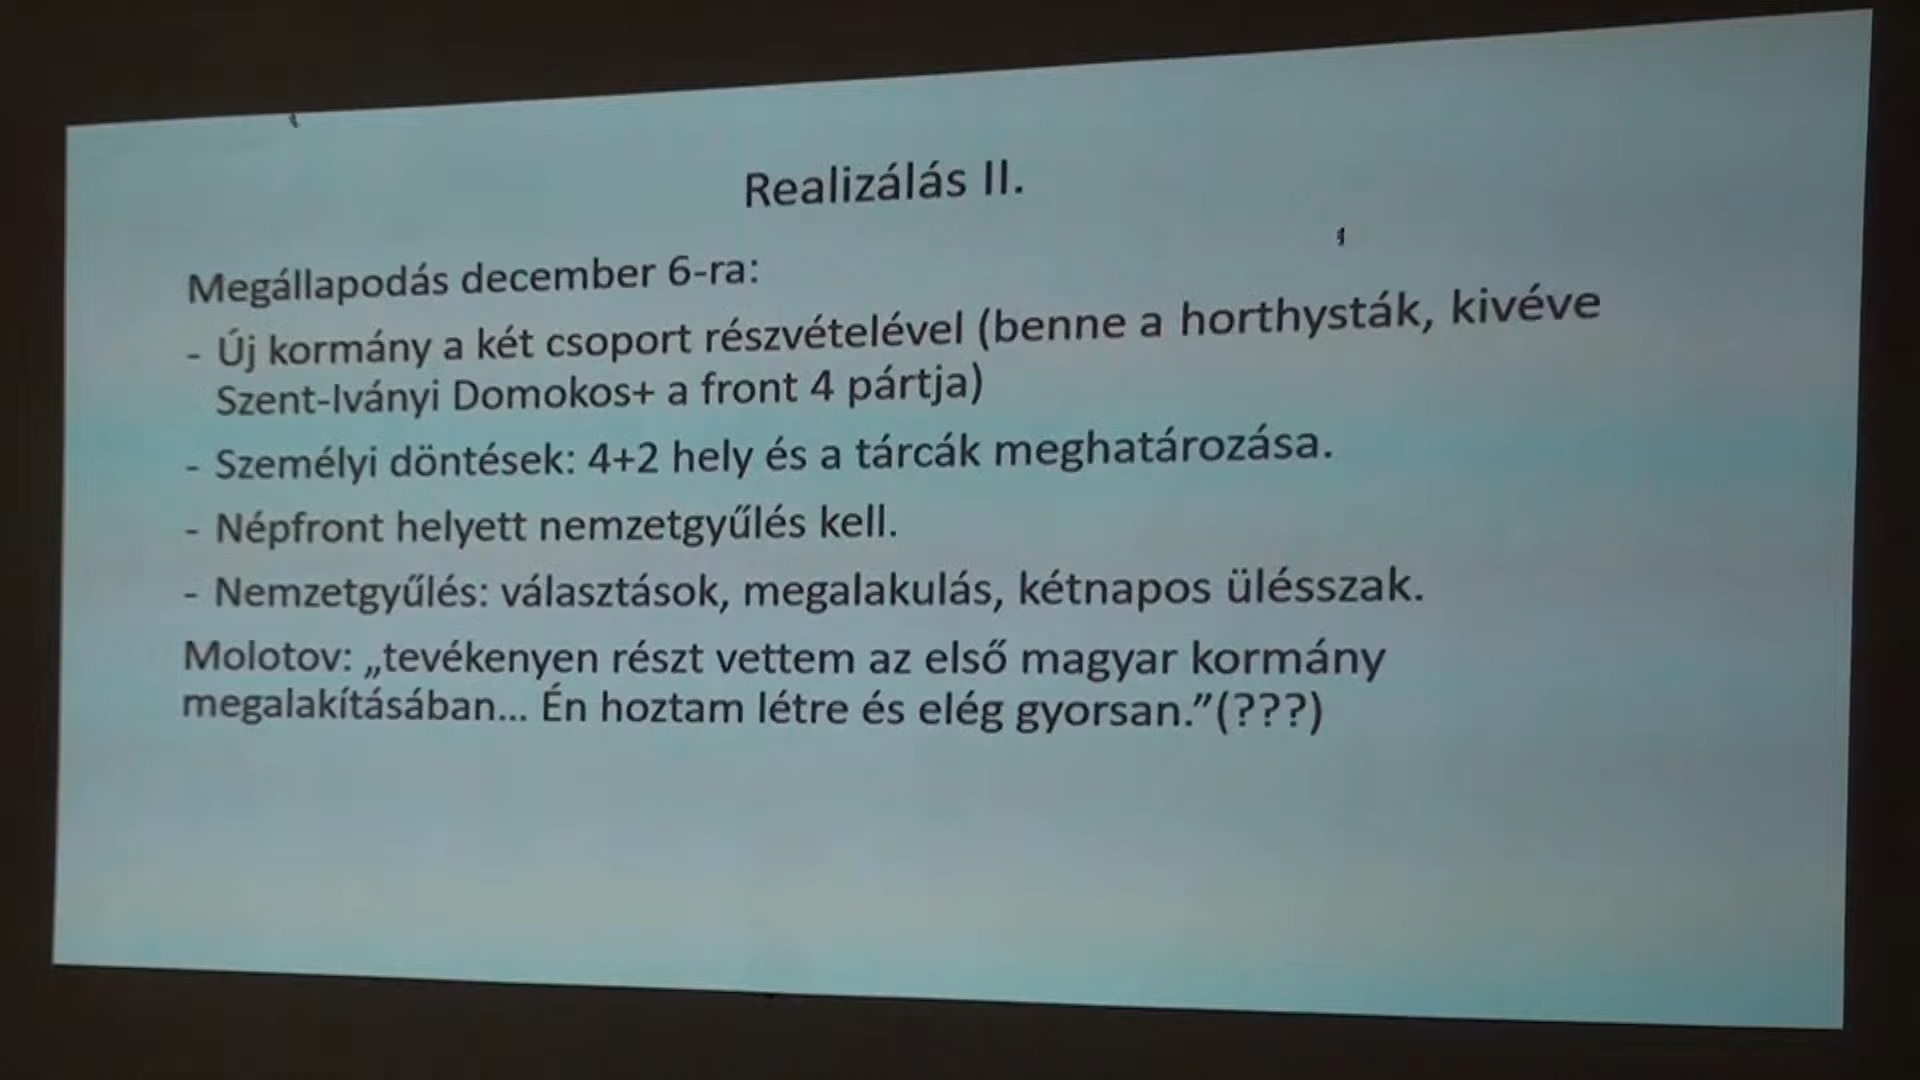 Realizálás II.
Megállapodás december 6-ra:
- Új kormány a két csoport részvételével (benne a horthysták, kivéve
Szent-Iványi Domokos+ a front 4 pártja)
- Személyi döntések: 4+2 hely és a tárcák meghatározása.
- Népfront helyett nemzetgyűlés kell.
- Nemzetgyűlés: választások, megalakulás, kétnapos ülésszak.
Molotov: „tevékenyen részt vettem az első magyar kormány
megalakításában... Én hoztam létre és elég gyorsan.”(???)